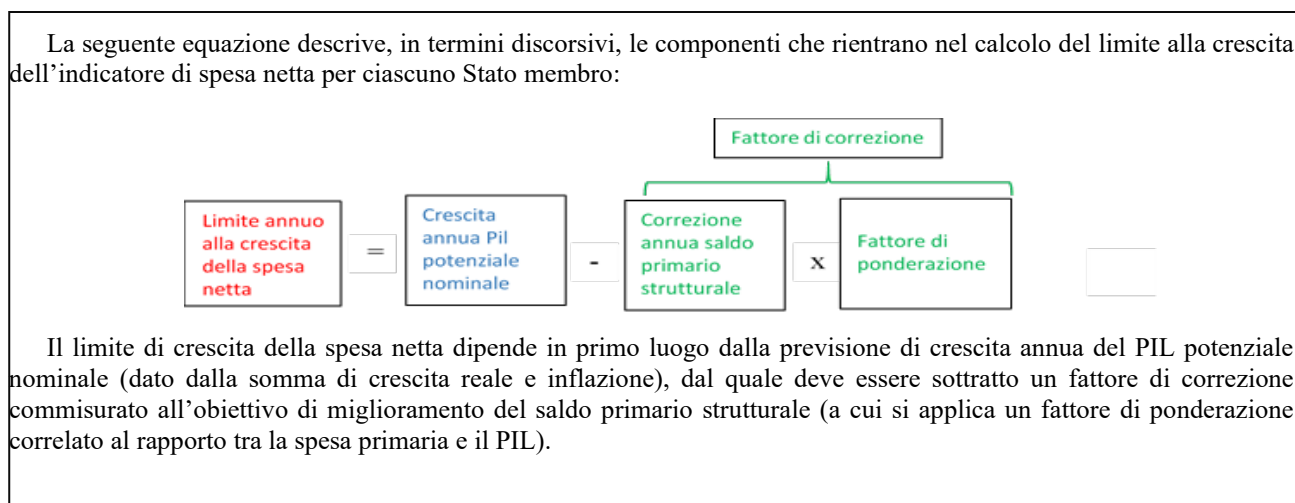 La seguente equazione descrive, in termini discorsivi, le componenti che rientrano nel calcolo del limite alla crescita
dell’indicatore di spesa netta per ciascuno Stato membro:
Fattore di correzione
Limite annuo
alla crescita
della spesa
netta
=
Crescita
annua Pil
potenziale
nominale
-
Correzione
annua saldo
primario
strutturale
x
Fattore di
ponderazione
Il limite di crescita della spesa netta dipende in primo luogo dalla previsione di crescita annua del PIL potenziale
nominale (dato dalla somma di crescita reale e inflazione), dal quale deve essere sottratto un fattore di correzione
commisurato all’obiettivo di miglioramento del saldo primario strutturale (a cui si applica un fattore di ponderazione
correlato al rapporto tra la spesa primaria e il PIL).